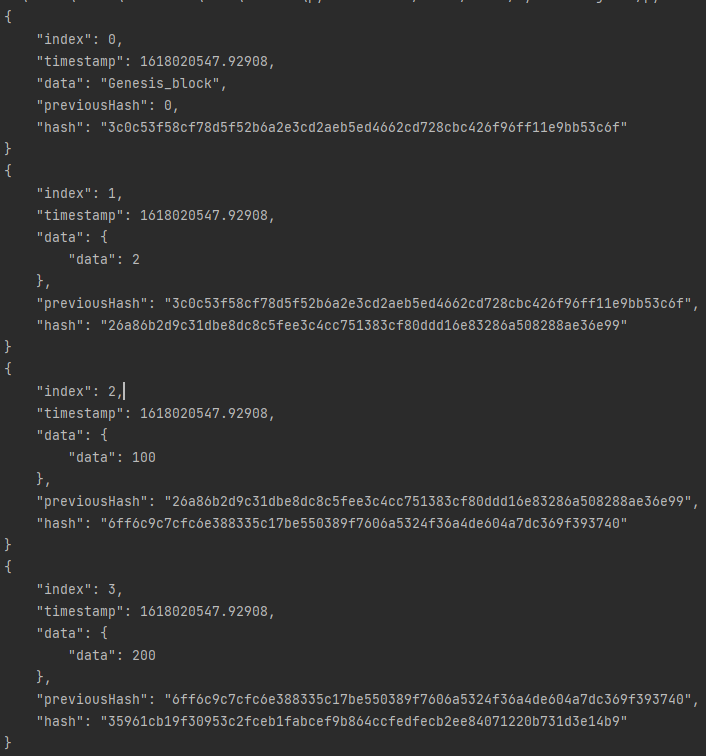 {
    "index": 0,
    "timestamp": 1618020547.92908,
    "data": "Genesis_block",
    "previousHash": 0,
    "hash": "3c0c53f58cf78d5f52b6a2e3cd2aeb5ed4662cd728cbc426f96ff11e9bb53c6f"
}
{
    "index": 1,
    "timestamp": 1618020547.92908,
    "data": {
        "data": 2
    },
    "previousHash": "3c0c53f58cf78d5f52b6a2e3cd2aeb5ed4662cd728cbc426f96ff11e9bb53c6f",
    "hash": "26a86b2d9c31dbe8dc8c5fee3c4cc751383cf80ddd16e83286a508288ae36e99"
}
{
    "index": 2,
    "timestamp": 1618020547.92908,
    "data": {
        "data": 100
    },
    "previousHash": "26a86b2d9c31dbe8dc8c5fee3c4cc751383cf80ddd16e83286a508288ae36e99",
    "hash": "6ff6c9c7cfc6e388335c17be550389f7606a5324f36a4de604a7dc369f393740"
}
{
    "index": 3,
    "timestamp": 1618020547.92908,
    "data": {
        "data": 200
    },
    "previousHash": "6ff6c9c7cfc6e388335c17be550389f7606a5324f36a4de604a7dc369f393740",
    "hash": "35961cb19f30953c2fceb1fabcef9b864ccfedfecb2ee84071220b731d3e14b9"
}